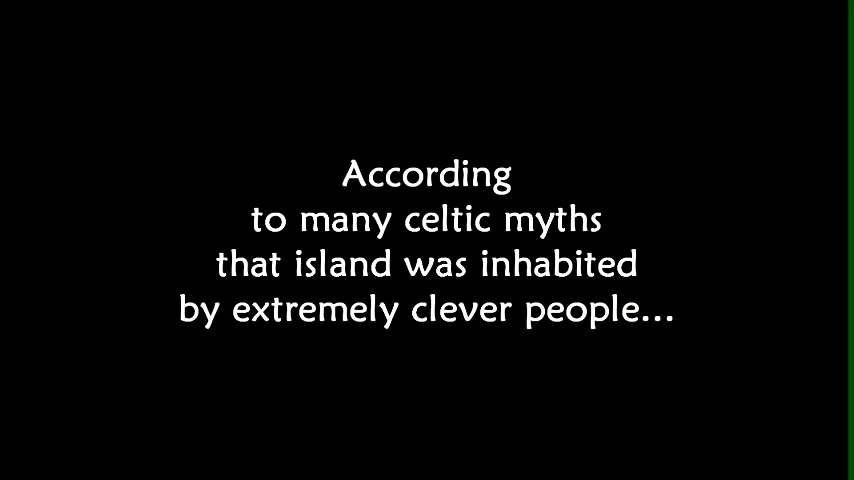 According
to many celtic myths
that island was inhabited
by extremely clever people...